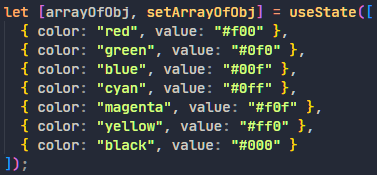 let [arrayOfObj, setArrayOfObj] = useState([
  { color: "red", value: "#f00" },
  { color: "green", value: "#0f0" },
  { color: "blue", value: "#00f" },
  { color: "cyan", value: "#0ff" },
  { color: "magenta", value: "#f0f" },
  { color: "yellow", value: "#ff0" },
  { color: "black", value: "#000" }
]);